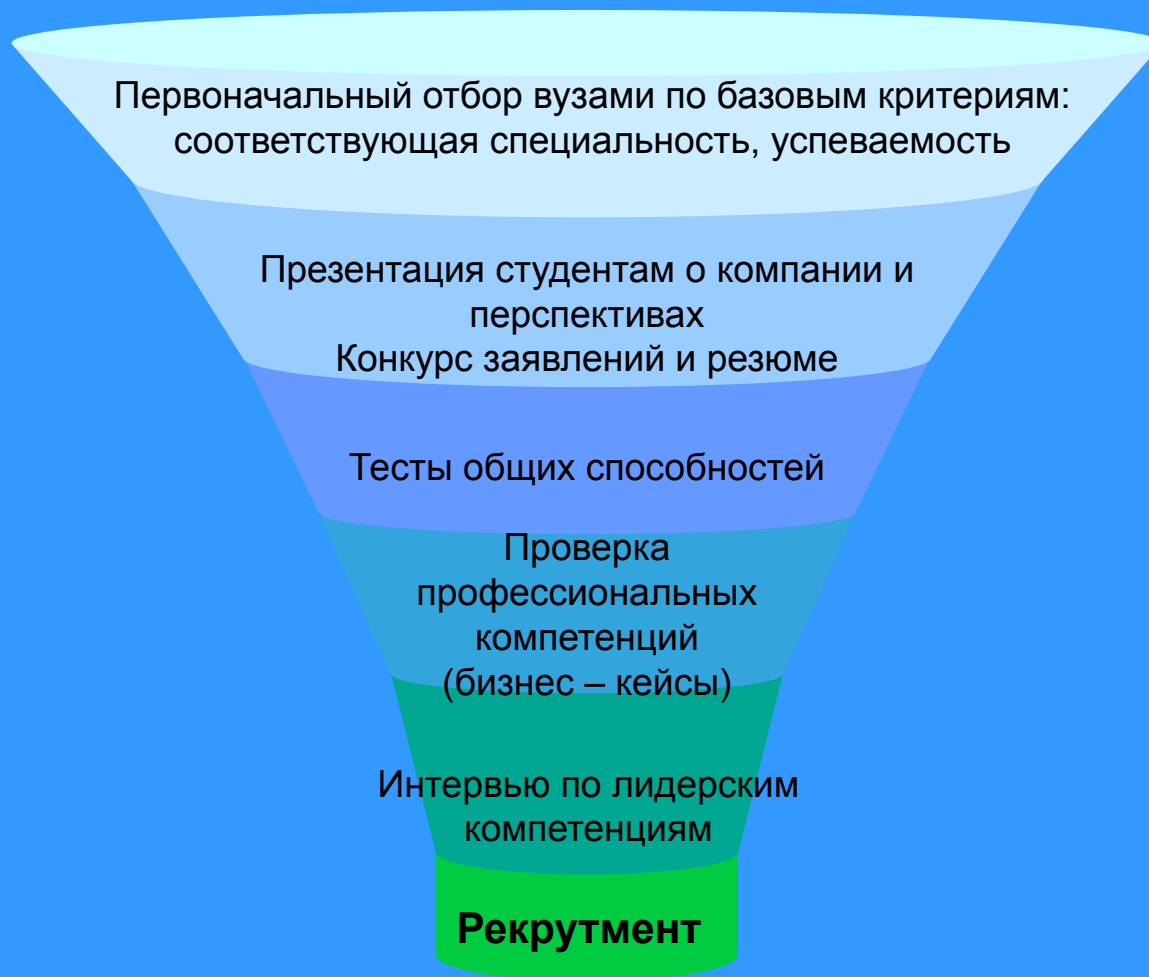 Первоначальный отбор вузами по базовым критериям:
соответствующая специальность, успеваемость
Презентация студентам о компании и
перспективах
Конкурс заявлений и резюме
Тесты общих способностей
Проверка
профессиональных
компетенций
(бизнес – кейсы)
Интервью по лидерским
компетенциям
Рекрутмент